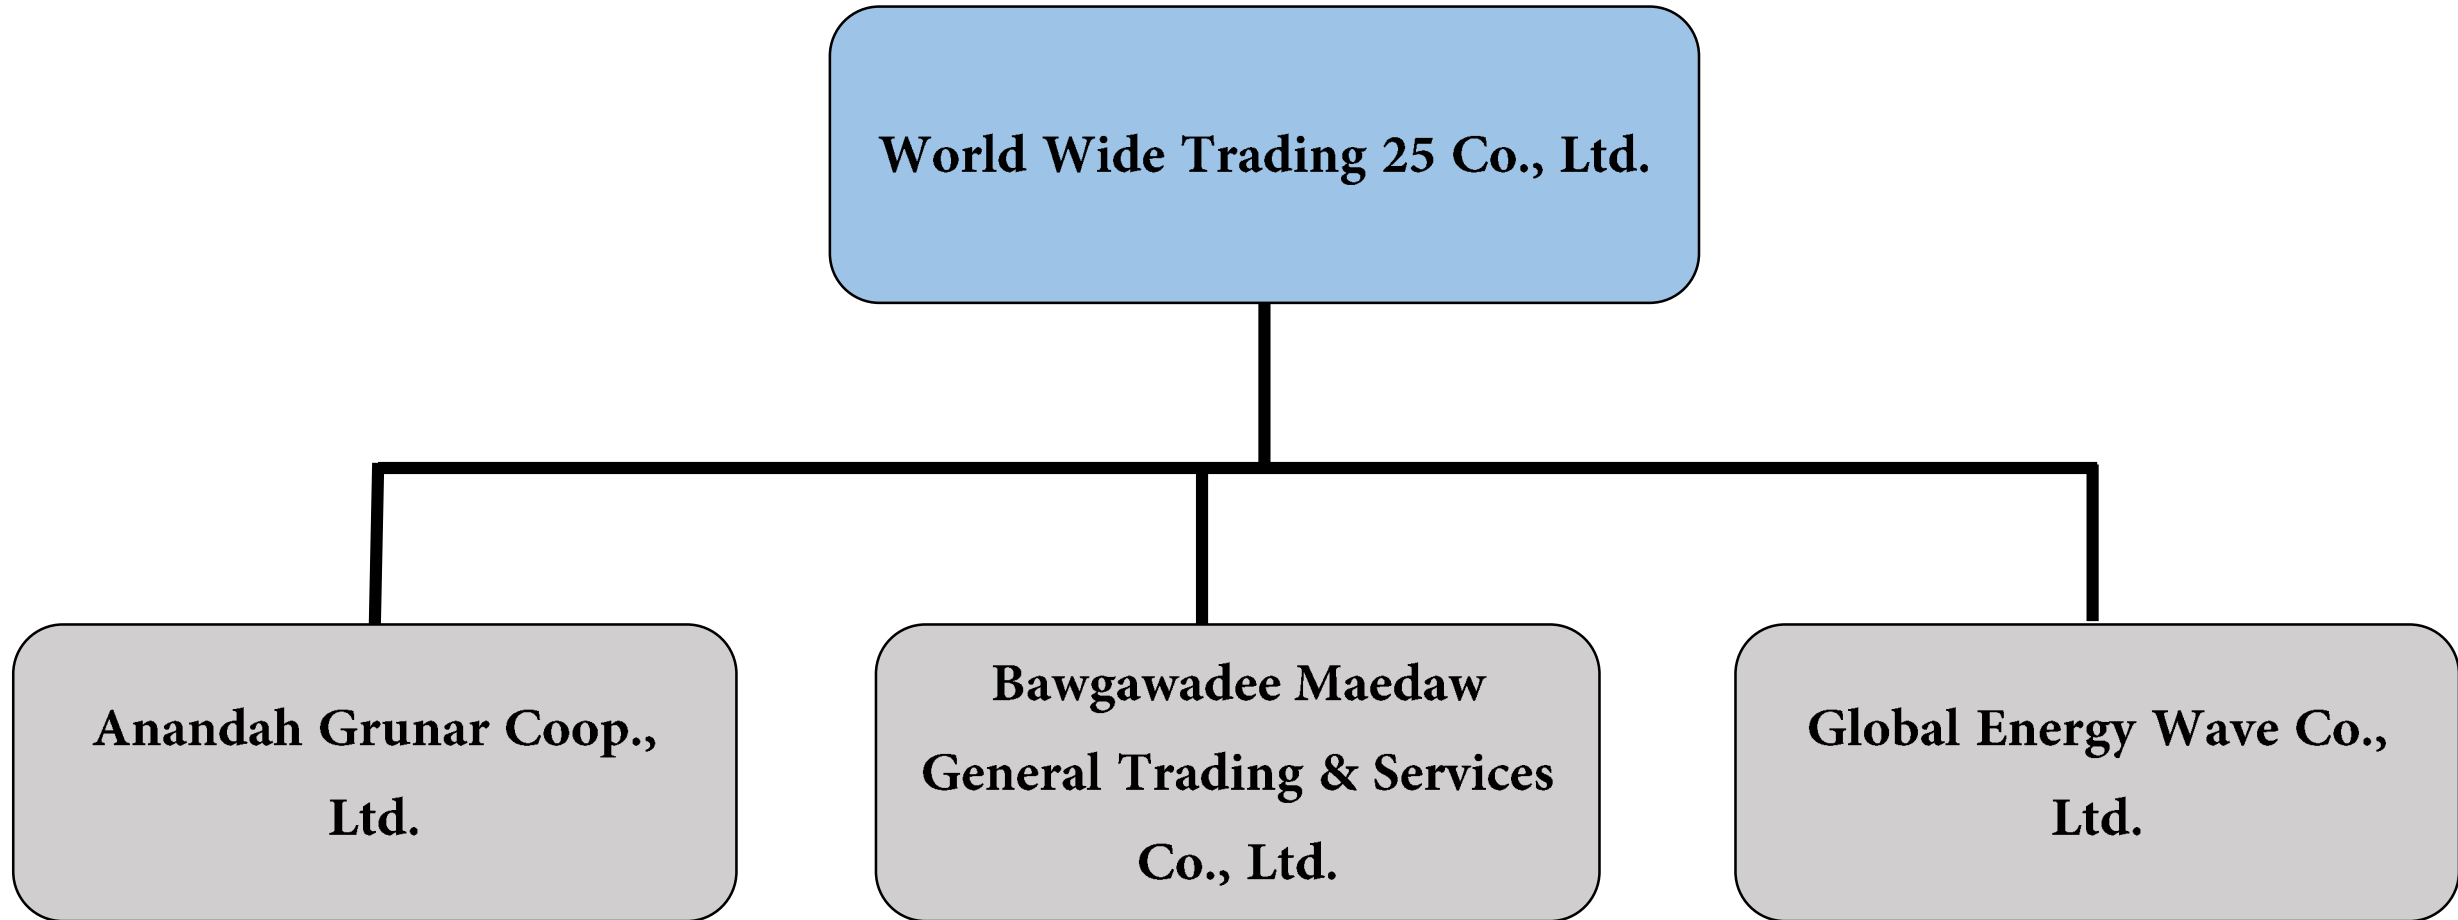 World Wide Trading 25 Co., Ltd.
Anandah Grunar Coop.,
Ltd.
Bawgawadee Maedaw
General Trading & Services
Co., Ltd.
Global Energy Wave Co.,
Ltd.